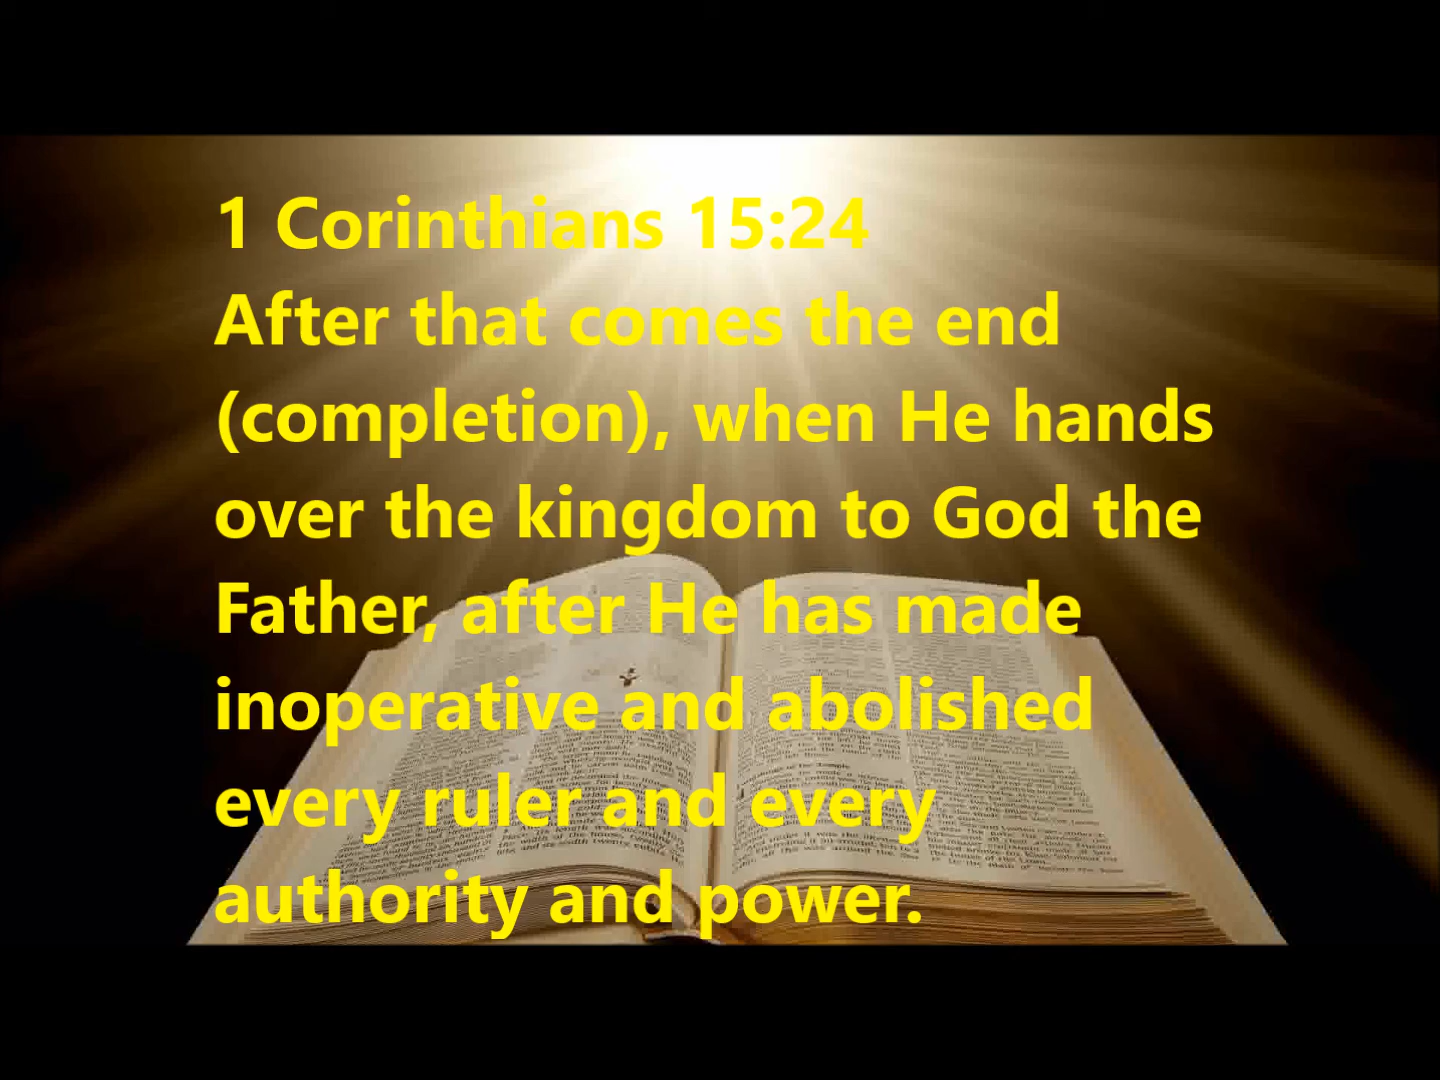 1 Corinthians 15:24
After that comes the end
(completion), when He hands
over the kingdom to God the
Father, after He has made
inoperative and abolished
every ruler and every
authority and power.